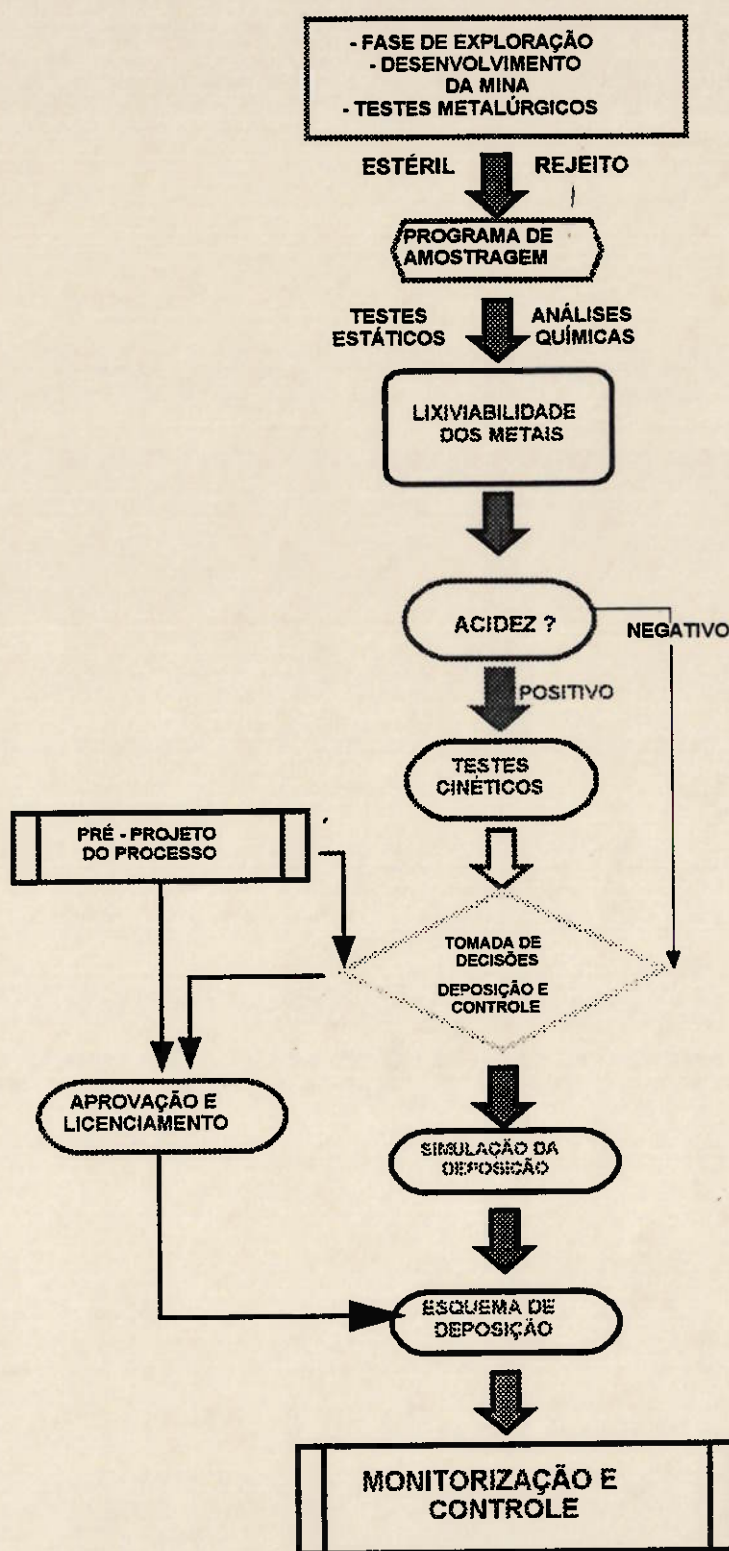 - FASE DE EXPLORAÇÃO
- DESENVOLVIMENTO
DA MINA
- TESTES METALÚRGICOS
ESTÉRIL
REJEITO
PROGRAMA DE
AMOSTRAGEM
TESTES
ESTÁTICOS
ANÁLISES
QUÍMICAS
LIXIVIABILIDADE
DOS METAIS
ACIDEZ ?
NEGATIVO
POSITIVO
TESTES
CINÉTICOS
PRÉ - PROJETO
DO PROCESSO
TOMADA DE
DECISÕES
DEPOSIÇÃO E
CONTROLE
APROVAÇÃO E
LICENCIAMENTO
SIMULAÇÃO DA
DEPOSIÇÃO
ESQUEMA DE
DEPOSIÇÃO
MONITORIZAÇÃO E
CONTROLE